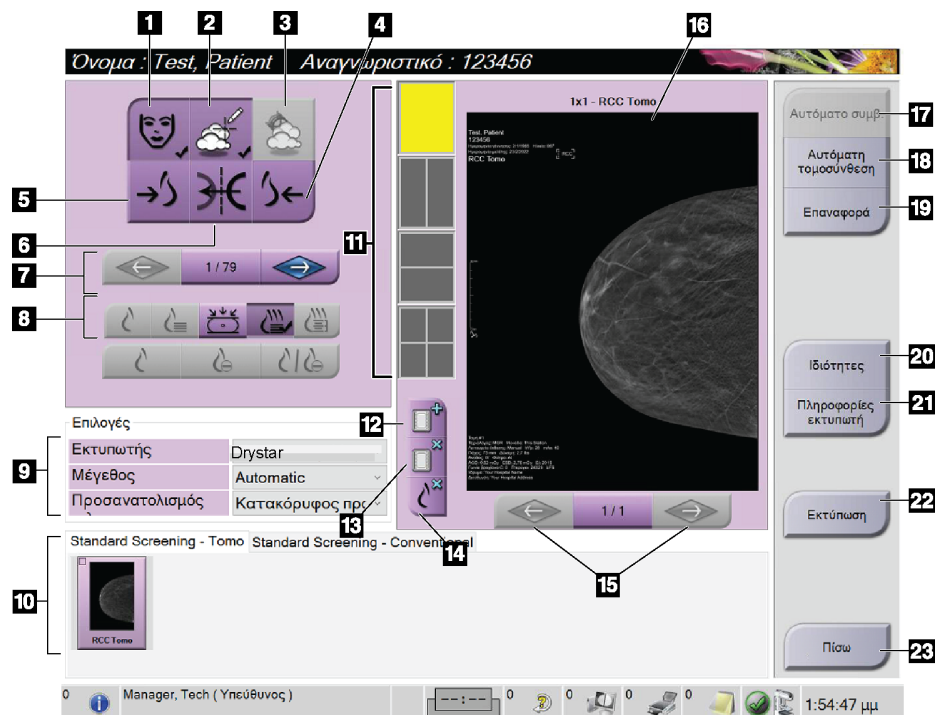 1
2
3
4
16
Όνομα : Test, Patient Αναγνωριστικό : 123456
1x1 - RCC Tomo
Test, Patient
123456
RCC Tomo
RCC
Αυτόματο συμβ
17
Αυτόματη
τομοσύνθεση
18
Επαναφορά
19
5
6
11
7
1 / 79
8
Ιδιότητες
20
Πληροφορίες
εκτυπωτή
21
12
Επιλογές
9
Εκτυπωτής
Drystar
Μέγεθος
Automatic
Προσανατολισμός
Κατακόρυφος προ
13
14
1 / 1
15
Εκτύπωση
22
10
Standard Screening - Tomo
Standard Screening - Conventional
RCC Tomo
Πίσω
23
0
Manager, Tech ( Υπεύθυνος )
--:--
0
0
0
0
1:54:47 μμ